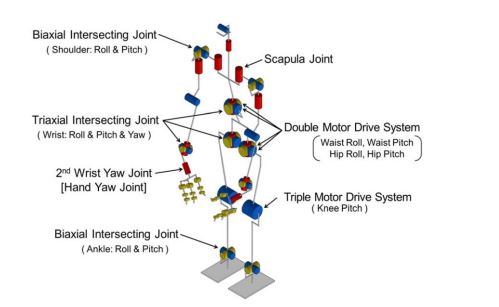 Biaxial Intersecting Joint
( Shoulder: Roll & Pitch )
Scapula Joint
Triaxial Intersecting Joint
( Wrist: Roll & Pitch & Yaw )
Double Motor Drive System
Waist Roll, Waist Pitch
Hip Roll, Hip Pitch
2nd Wrist Yaw Joint
[Hand Yaw Joint]
Triple Motor Drive System
( Knee Pitch )
Biaxial Intersecting Joint
( Ankle: Roll & Pitch )